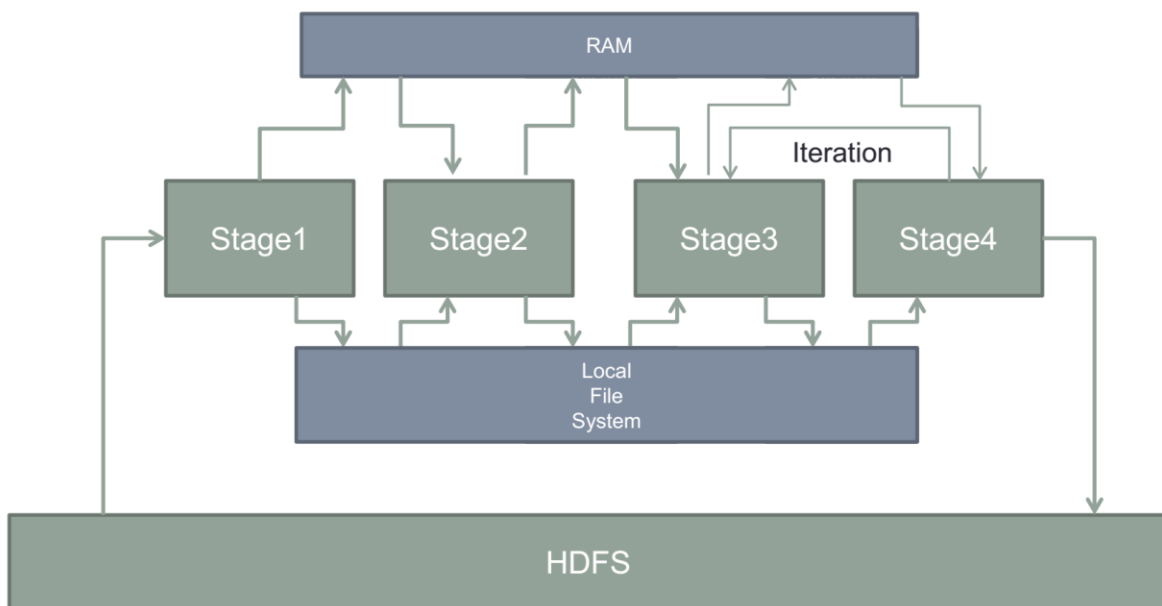 RAM
Iteration
Stage1
Stage2
Stage3
Stage4
Local
File
System
HDFS